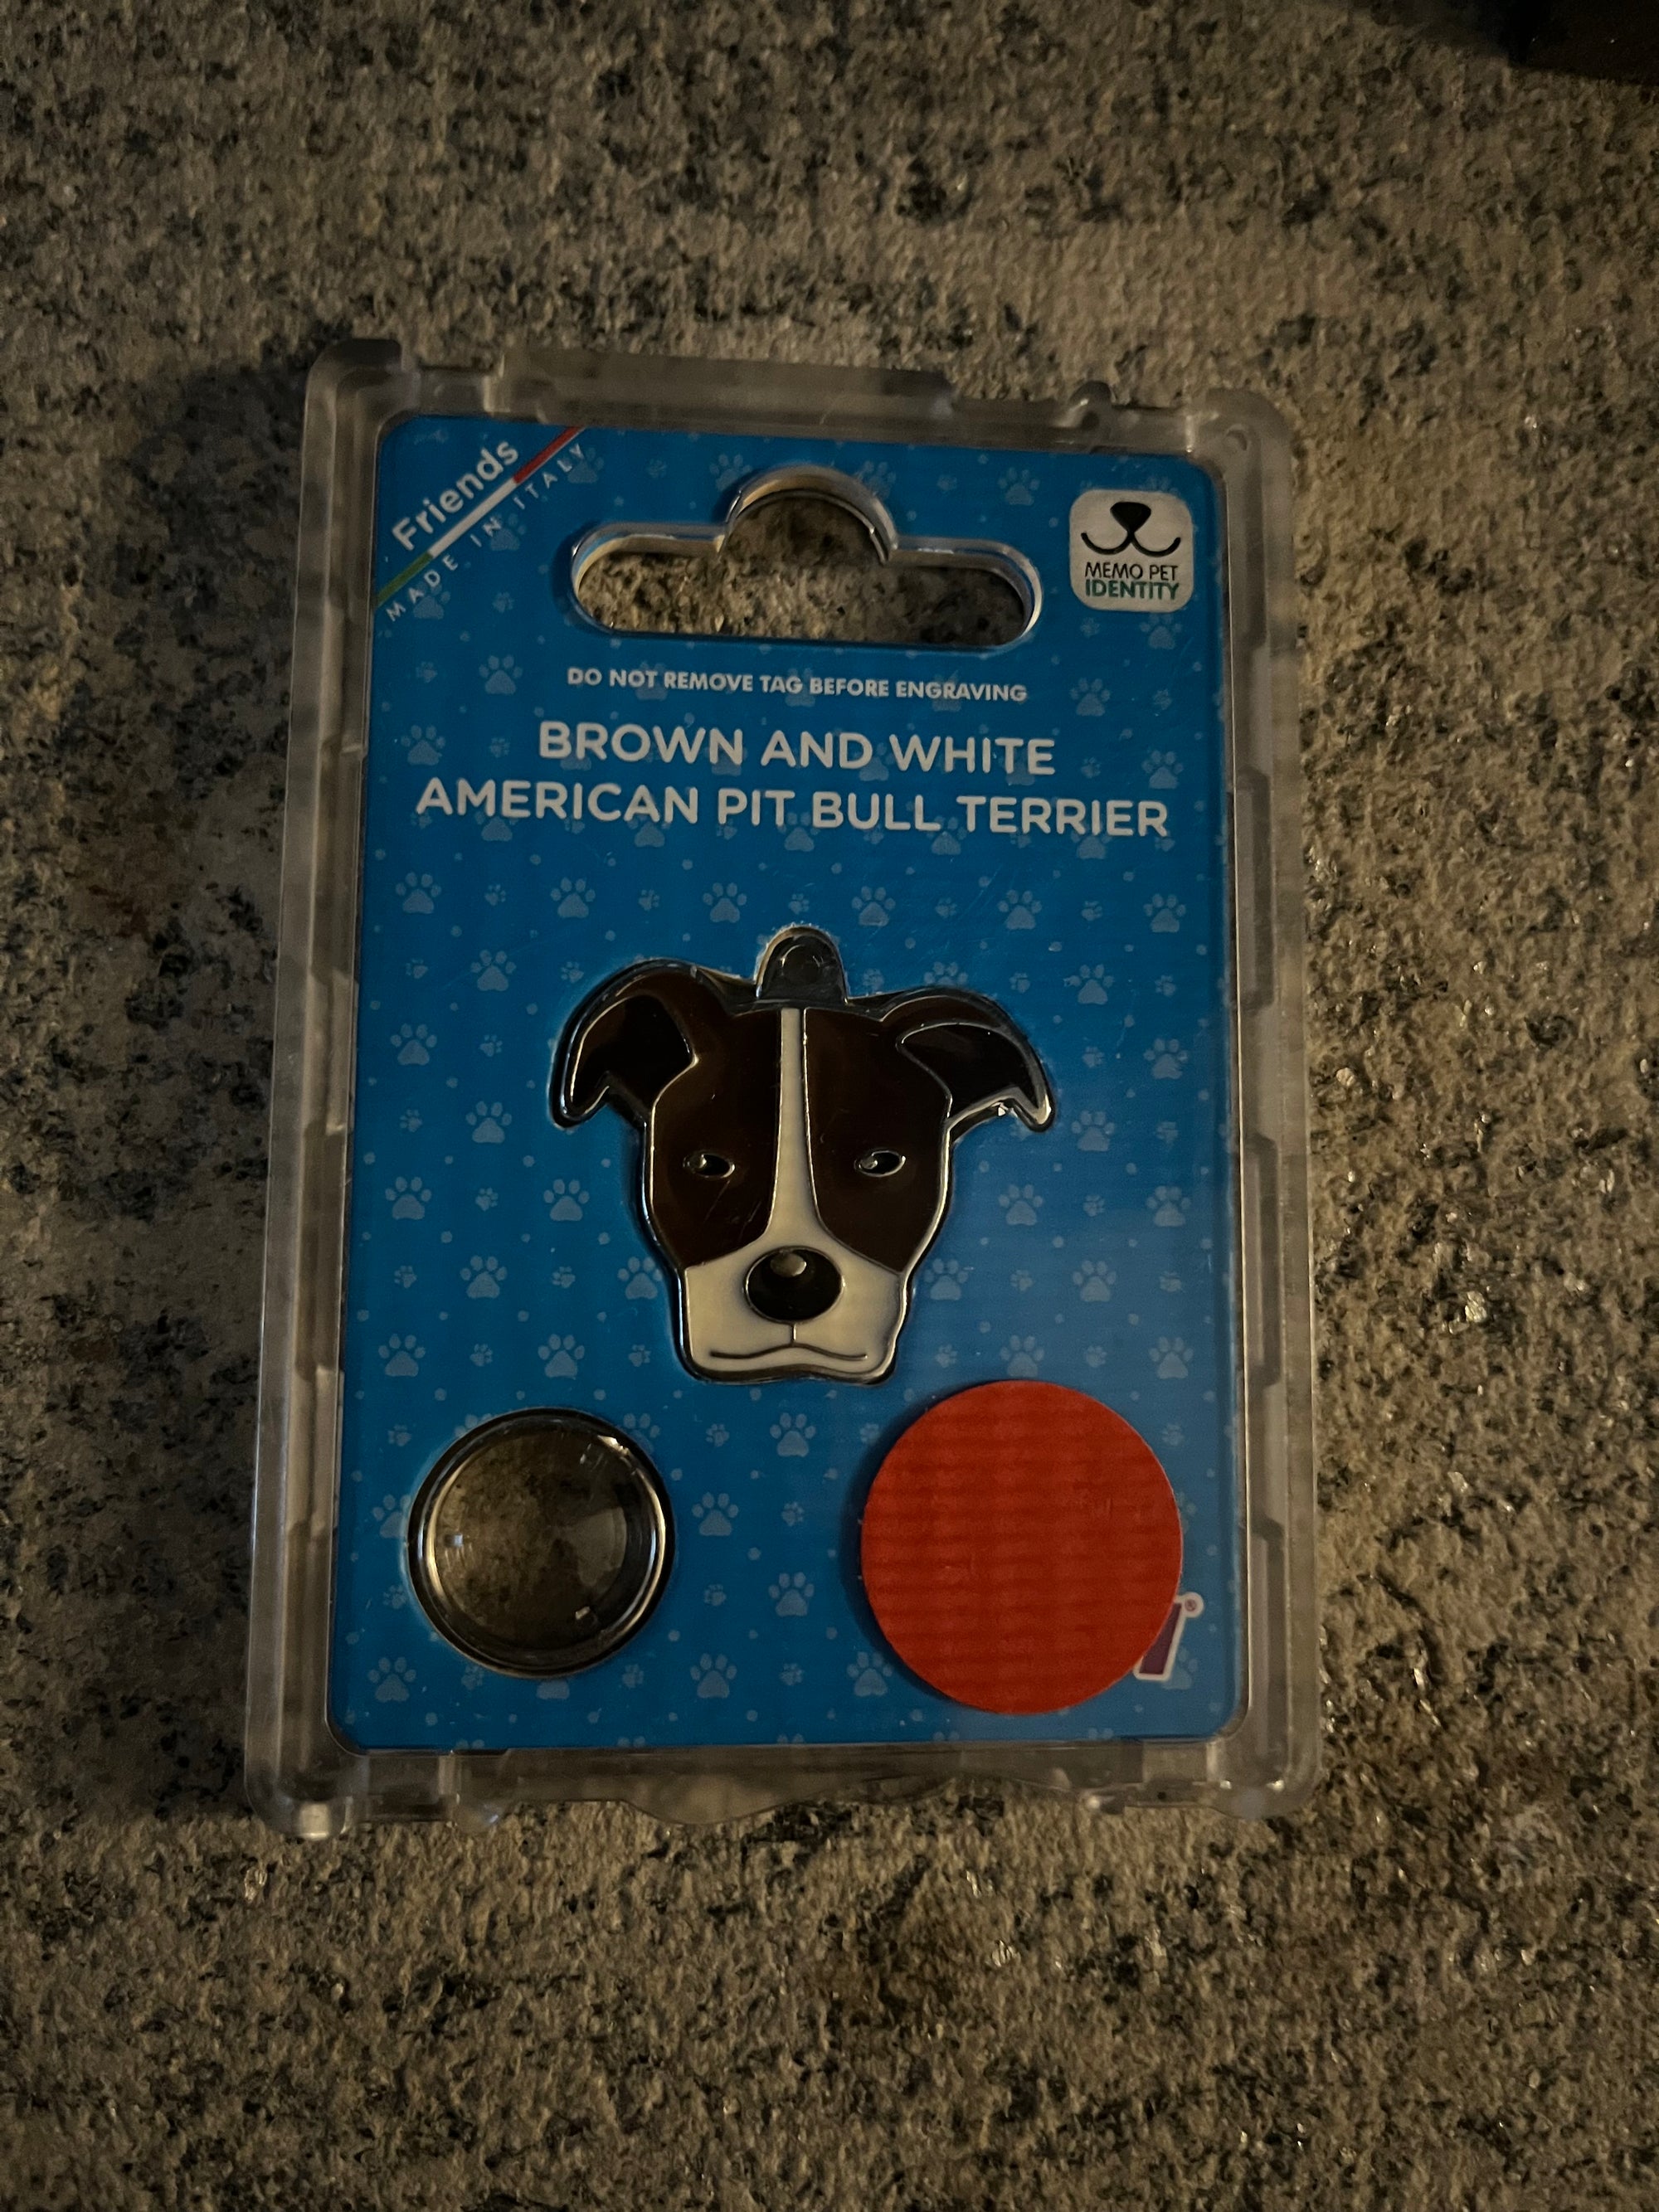 Friends
MADE IN ITALY
MEMO PET
IDENTITY
DO NOT REMOVE TAG BEFORE ENGRAVING
BROWN AND WHITE
AMERICAN PIT BULL TERRIER
®